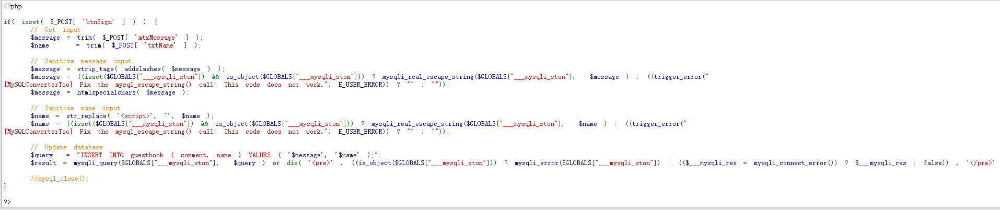 <?php
if( isset( $_POST[ 'btnSign' ] ) ) {
// Get input
$message = trim( $_POST[ 'mtxMessage' ] );
$name = trim( $_POST[ 'txtName' ] );
// Sanitize message input
$message = strip_tags( addslashes( $message ) );
$message = ((isset($GLOBALS["___mysqli_ston"]) && is_object($GLOBALS["___mysqli_ston"])) ? mysqli_real_escape_string($GLOBALS["___mysqli_ston"], $message ) : ((trigger_error("
[MySQLConverterToo] Fix the mysql_escape_string() call! This code does not work.", E_USER_ERROR)) ? "" : ""));
$message = htmlspecialchars( $message );
// Sanitize name input
$name = str_replace( '<script>', '', $name );
$name = ((isset($GLOBALS["___mysqli_ston"]) && is_object($GLOBALS["___mysqli_ston"])) ? mysqli_real_escape_string($GLOBALS["___mysqli_ston"], $name ) : ((trigger_error("
[MySQLConverterToo] Fix the mysql_escape_string() call! This code does not work.", E_USER_ERROR)) ? "" : ""));
// Update database
$query = "INSERT INTO guestbook ( comment, name ) VALUES ( '$message', '$name' );";
$result = mysqli_query($GLOBALS["___mysqli_ston"], $query ) or die( '<pre>' . ((is_object($GLOBALS["___mysqli_ston"])) ? mysqli_error($GLOBALS["___mysqli_ston"]) : (($___mysqli_res = mysqli_connect_error()) ? $___mysqli_res : false)) . '</pre>'
//mysql_close();
}
?>